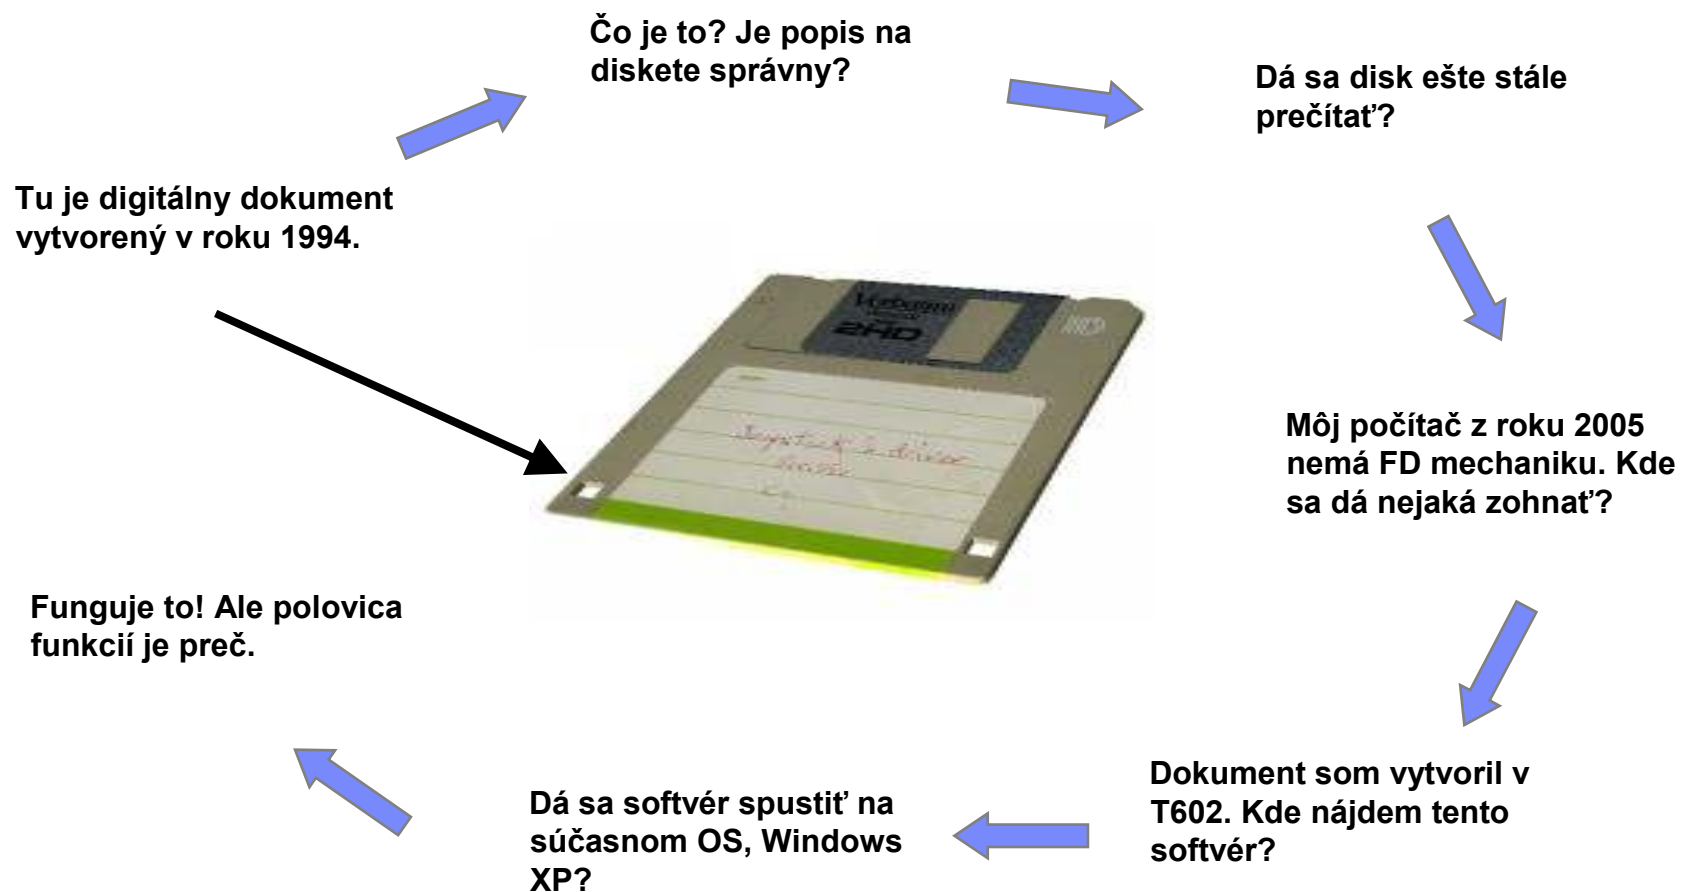 Tu je digitálny dokument
vytvorený v roku 1994.
Čo je to? Je popis na
diskete správny?
Dá sa disk ešte stále
prečítať?
Môj počítač z roku 2005
nemá FD mechaniku. Kde
sa dá nejaká zohnať?
Dokument som vytvoril v
T602. Kde nájdem tento
softvér?
Dá sa softvér spustiť na
súčasnom OS, Windows
XP?
Funguje to! Ale polovica
funkcií je preč.
Verbatim
2HD